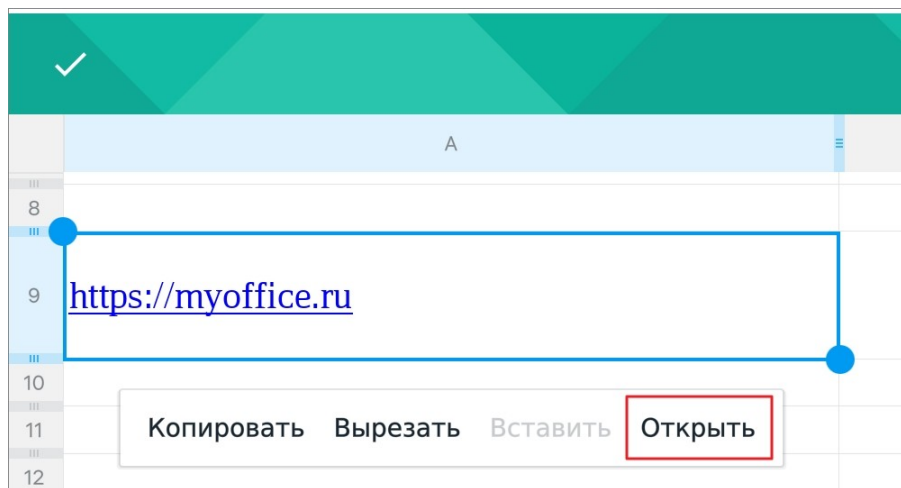 A
8
9 https://myoffice.ru
10
Копировать Вырезать Вставить Открыть
11
12